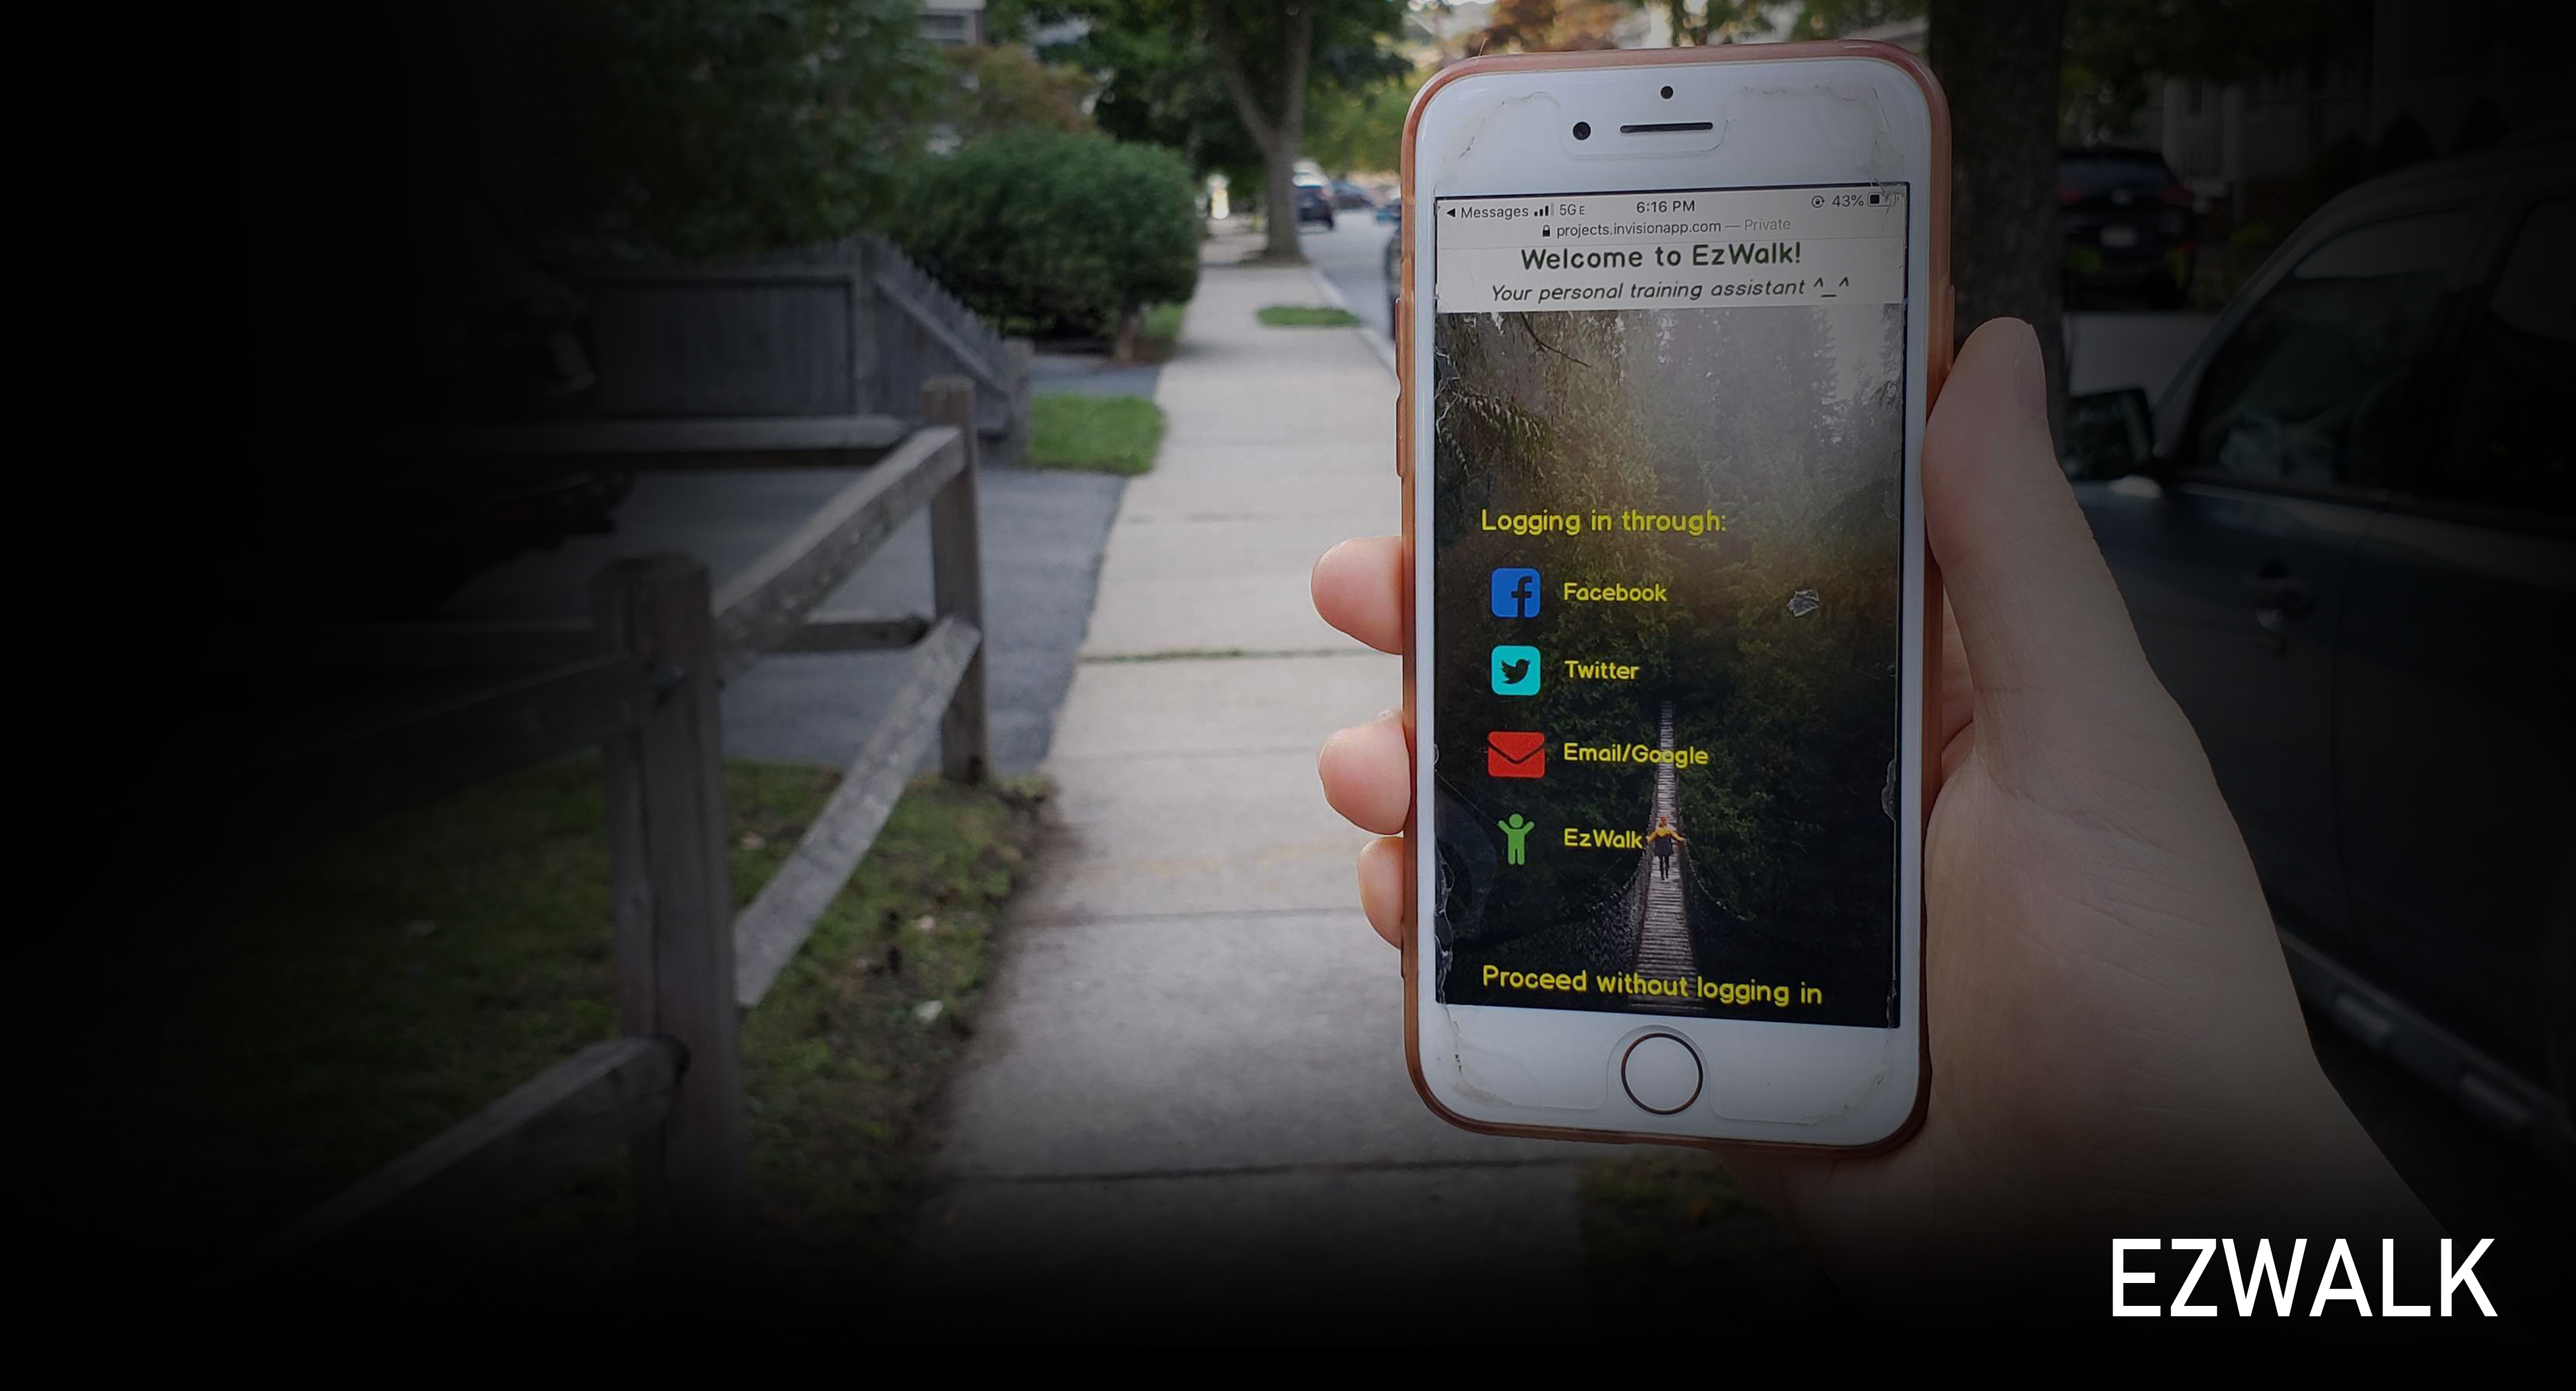 Messages 5GE 6:16 PM 43%
projects.invisionapp.com — Private
Welcome to EzWalk!
Your personal training assistant ^_^
Logging in through:
Facebook
Twitter
Email/Google
EzWalk
Proceed without logging in
EZWALK